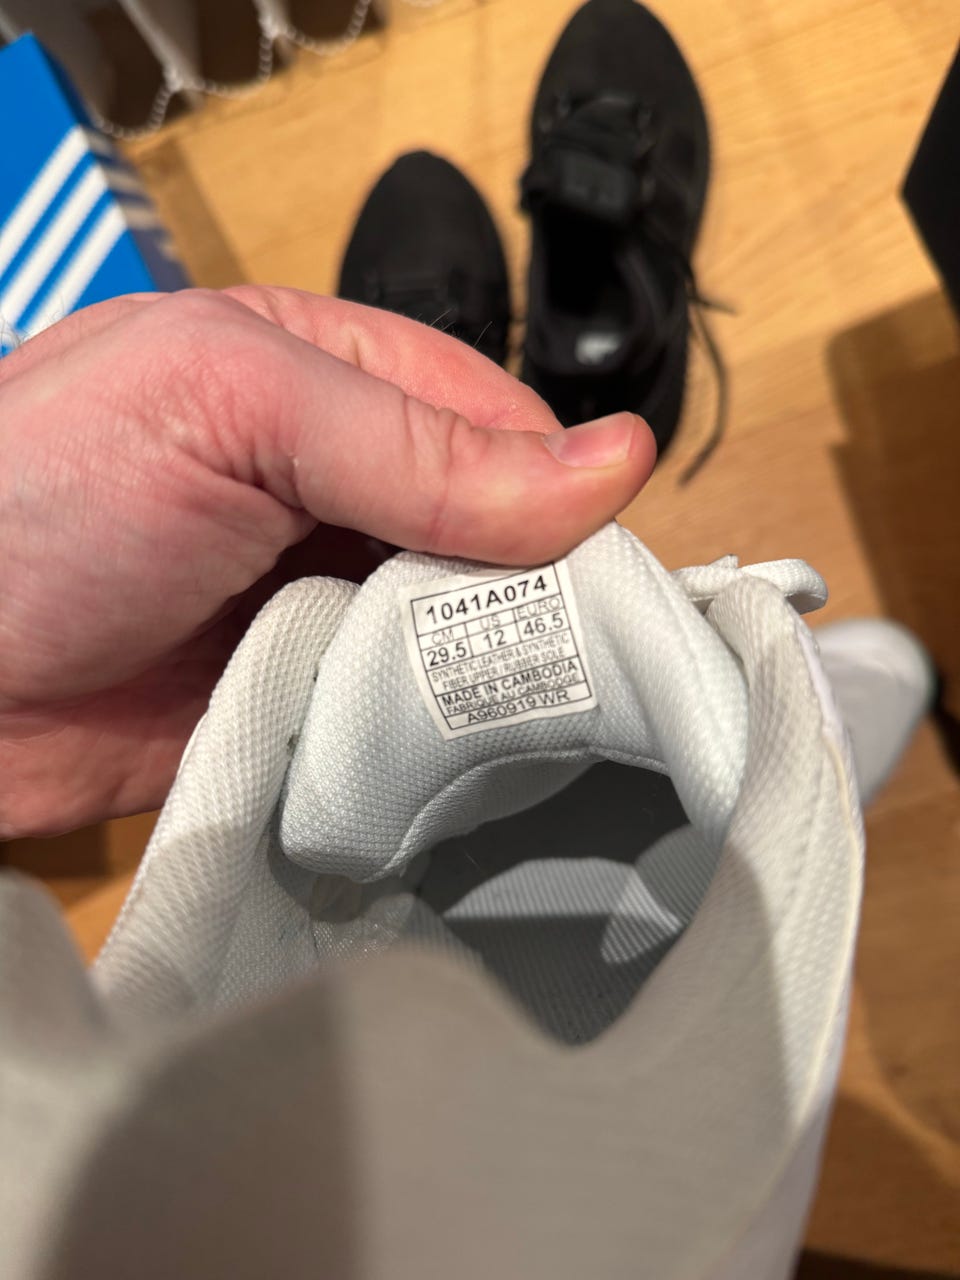 1041A074
CM US EURO
29.5 12 46.5
SYNTHETIC LEATHER & SYNTHETIC
FIBER UPPER / RUBBER SOLE
MADE IN CAMBODIA
FABRIQUE AU CAMBODGE
A960919 WR